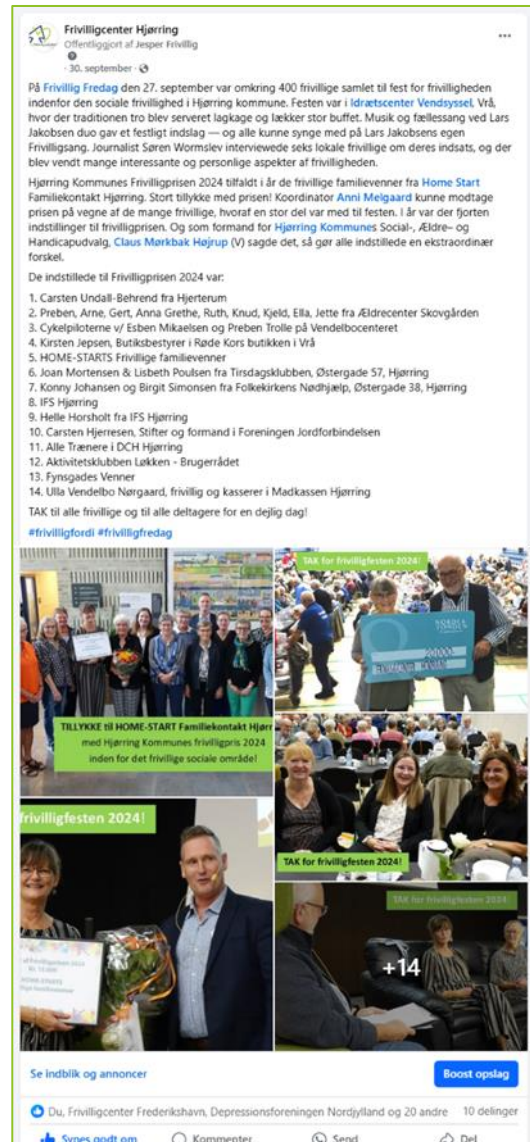 Frivilligcenter Hjørring
Offentliggjort af Jesper Frivillig
· 30. september ·
På Frivillig Fredag den 27. september var omkring 400 frivillige samlet til fest for frivilligheden
indenfor den sociale frivillighed i Hjørring kommune. Festen var i Idrætscenter Vendsyssel, Vrå,
hvor der traditionen tro blev serveret lagkage og lækker stor buffet. Musik og fællessang ved Lars
Jakobsen duo gav et festligt indslag — og alle kunne synge med på Lars Jakobsens egen
Frivilligsang. Journalist Søren Wormslev interviewede seks lokale frivillige om deres indsats, og der
blev vendt mange interessante og personlige aspekter af frivilligheden.
Hjørring Kommunes Frivilligprisen 2024 tilfaldt i år de frivillige familievenner fra Home Start
Familiekontakt Hjørring. Stort tillykke med prisen! Koordinator Anni Melgaard kunne modtage
prisen på vegne af de mange frivillige, hvoraf en stor del var med til festen. I år var der fjorten
indstillinger til frivilligprisen. Og som formand for Hjørring Kommunes Social-, Ældre- og
Handicapudvalg, Claus Mørkbak Højrup (V) sagde det, så gør alle indstillede en ekstraordinær
forskel.
De indstillede til Frivilligprisen 2024 var:
1. Carsten Undall-Behrend fra Hjerterum
2. Preben, Arne, Gert, Anna Grethe, Ruth, Knud, Kjeld, Ella, Jette fra Ældrecenter Skovgården
3. Cykelpiloterne v/ Esben Mikaelsen og Preben Trolle på Vendelbocenteret
4. Kirsten Jepsen, Butiksbestyrer i Røde Kors butikken i Vrå
5. HOME-STARTS Frivillige familievenner
6. Joan Mortensen & Lisbeth Poulsen fra Tirsdagsklubben, Østergade 57, Hjørring
7. Konny Johansen og Birgit Simonsen fra Folkekirkens Nødhjælp, Østergade 38, Hjørring
8. IFS Hjørring
9. Helle Horsholt fra IFS Hjørring
10. Carsten Hjerresen, Stifter og formand i Foreningen Jordforbindelsen
11. Alle Trænere i DCH Hjørring
12. Aktivitetsklubben Løkken - Brugerrådet
13. Fynsgades Venner
14. Ulla Vendelbo Nørgaard, frivillig og kasserer i Madkassen Hjørring
TAK til alle frivillige og til alle deltagere for en dejlig dag!
#frivilligfordi #frivilligfredag
TAK for frivilligfesten 2024!
20.000
TILLYKKE til HOME-START Familiekontakt Hjørr
med Hjørring Kommunes frivilligpris 2024
inden for det frivillige sociale område!
TAK for frivilligfesten 2024!
frivilligfesten 2024!
HOME-STARTS
TAK for frivilligfesten 2024!
+14
Se indblik og annoncer
Boost opslag
Du, Frivilligcenter Frederikshavn, Depressionsforeningen Nordjylland og 20 andre
10 delinger
Synes godt om
Kommenter
Send
Del